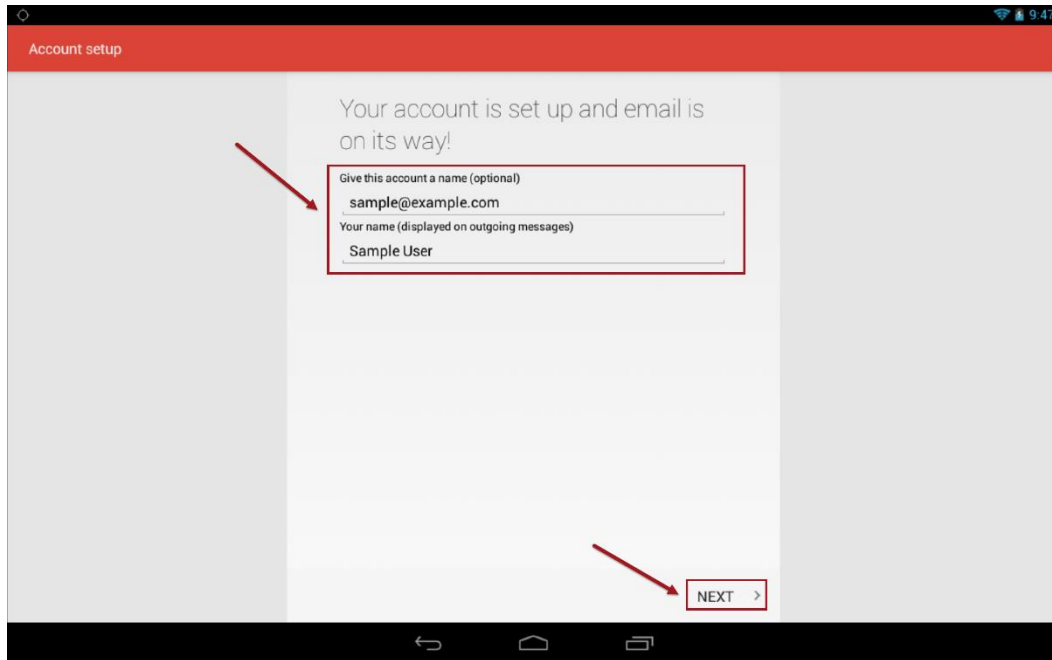 9:47
Account setup
Your account is set up and email is
on its way!
Give this account a name (optional)
sample@example.com
Your name (displayed on outgoing messages)
Sample User
NEXT